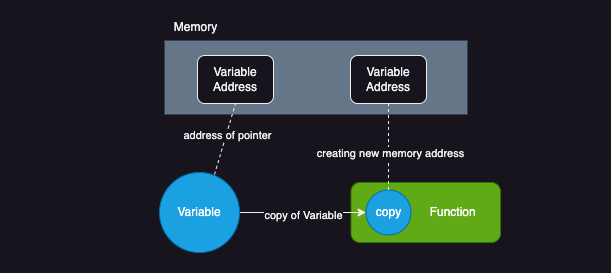 Memory
Variable
Address
Variable
Address
address of pointer
creating new memory address
Variable
copy of Variable
copy
Function